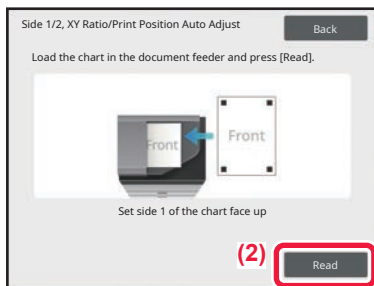 Side 1/2, XY Ratio/Print Position Auto Adjust
Back
Load the chart in the document feeder and press [Read].
Front
Front
Set side 1 of the chart face up
(2)
Read